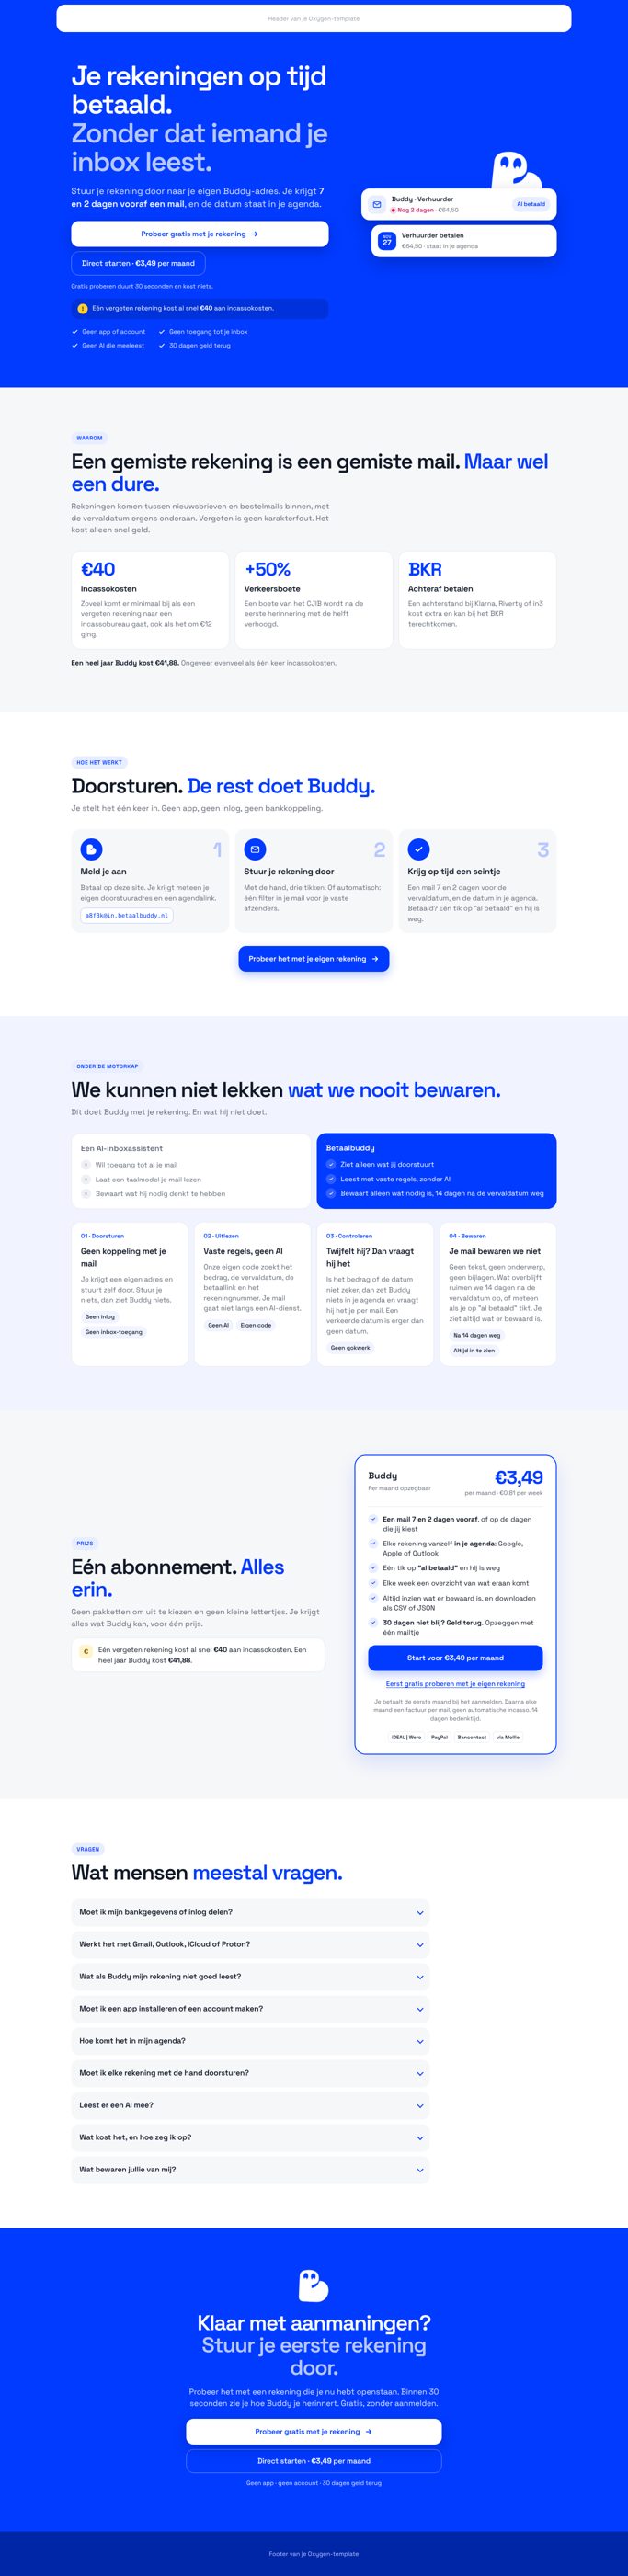 Header van je Oxygen-template
Je rekeningen op tijd
betaald.
Zonder dat iemand je
inbox leest.
Stuur je rekening door naar je eigen Buddy-adres. Je krijgt 7
en 2 dagen vooraf een mail, en de datum staat in je agenda.
Probeer gratis met je rekening →
Direct starten · €3,49 per maand
Gratis proberen duurt 30 seconden en kost niets.
Eén vergeten rekening kost al snel €40 aan incassokosten.
Geen app of account
Geen toegang tot je inbox
Geen AI die meeleest
30 dagen geld terug
Buddy · Verhuurder
Nog 2 dagen · €64,50
Al betaald
27
Verhuurder betalen
€64,50 · staat in je agenda
WAAROM
Een gemiste rekening is een gemiste mail. Maar wel
een dure.
Rekeningen komen tussen nieuwsbrieven en bestelmails binnen, met
de vervaldatum ergens onderaan. Vergeten is geen karakterfout. Het
kost alleen snel geld.
€40
Incassokosten
Zoveel komt er minimaal bij als een
vergeten rekening naar een
incassobureau gaat, ook als het om €12
ging.
+50%
Verkeersboete
Een boete van het CJIB wordt na de
eerste herinnering met de helft
verhoogd.
BKR
Achteraf betalen
Een achterstand bij Klarna, Riverty of in3
kost extra en kan bij het BKR
terechtkomen.
Een heel jaar Buddy kost €41,88. Ongeveer evenveel als één keer incassokosten.
HOE HET WERKT
Doorsturen. De rest doet Buddy.
Je stelt het één keer in. Geen app, geen inlog, geen bankkoppeling.
1
Meld je aan
Betaal op deze site. Je krijgt meteen je
eigen doorstuuradres en een agendalink.
a8f3k@in.betaalbuddy.nl
2
Stuur je rekening door
Met de hand, drie tikken. Of automatisch:
één filter in je mail voor je vaste
afzenders.
3
Krijg op tijd een seintje
Een mail 7 en 2 dagen voor de
vervaldatum, en de datum in je agenda.
Betaald? Eén tik op "al betaald" en hij is
weg.
Probeer het met je eigen rekening →
ONDER DE MOTORKAP
We kunnen niet lekken wat we nooit bewaren.
Dit doet Buddy met je rekening. En wat hij niet doet.
Een AI-inboxassistent
Wil toegang tot al je mail
Laat een taalmodel je mail lezen
Bewaart wat hij nodig denkt te hebben
Betaalbuddy
Ziet alleen wat jij doorstuurt
Leest met vaste regels, zonder AI
Bewaart alleen wat nodig is, 14 dagen na de vervaldatum weg
01 · Doorsturen
Geen koppeling met je
mail
Je krijgt een eigen adres en
stuurt zelf door. Stuur je
niets, dan ziet Buddy niets.
Geen inlog
Geen inbox-toegang
02 · Uitlezen
Vaste regels, geen AI
Onze eigen code zoekt het
bedrag, de vervaldatum, de
betaallink en het
rekeningnummer. Je mail
gaat niet langs een AI-dienst.
Geen AI
Eigen code
03 · Controleren
Twijfelt hij? Dan vraagt
hij het
Is het bedrag of de datum
niet zeker, dan zet Buddy
niets in je agenda en vraagt
hij het je per mail. Een
verkeerde datum is erger dan
geen datum.
Geen gokwerk
04 · Bewaren
Je mail bewaren we niet
Geen tekst, geen onderwerp,
geen bijlagen. Wat overblijft
ruimen we 14 dagen na de
vervaldatum op, of meteen
als je op "al betaald" tikt. Je
ziet altijd wat er bewaard is.
Na 14 dagen weg
Altijd in te zien
PRIJS
Eén abonnement. Alles
erin.
Geen pakketten om uit te kiezen en geen kleine lettertjes. Je krijgt
alles wat Buddy kan, voor één prijs.
€
Eén vergeten rekening kost al snel €40 aan incassokosten. Een
heel jaar Buddy kost €41,88.
Buddy
Per maand opzegbaar
€3,49
per maand · €0,81 per week
Een mail 7 en 2 dagen vooraf, of op de dagen
die jij kiest
Elke rekening vanzelf in je agenda: Google,
Apple of Outlook
Eén tik op "al betaald" en hij is weg
Elke week een overzicht van wat eraan komt
Altijd inzien wat er bewaard is, en downloaden
als CSV of JSON
30 dagen niet blij? Geld terug. Opzeggen met
één mailtje
Start voor €3,49 per maand
Eerst gratis proberen met je eigen rekening
Je betaalt de eerste maand bij het aanmelden. Daarna elke
maand een factuur per mail, geen automatische incasso. 14
dagen bedenktijd.
iDEAL | Wero
PayPal
Bancontact
via Mollie
VRAGEN
Wat mensen meestal vragen.
Moet ik mijn bankgegevens of inlog delen?
Werkt het met Gmail, Outlook, iCloud of Proton?
Wat als Buddy mijn rekening niet goed leest?
Moet ik een app installeren of een account maken?
Hoe komt het in mijn agenda?
Moet ik elke rekening met de hand doorsturen?
Leest er een AI mee?
Wat kost het, en hoe zeg ik op?
Wat bewaren jullie van mij?
Klaar met aanmaningen?
Stuur je eerste rekening
door.
Probeer het met een rekening die je nu hebt openstaan. Binnen 30
seconden zie je hoe Buddy je herinnert. Gratis, zonder aanmelden.
Probeer gratis met je rekening →
Direct starten · €3,49 per maand
Geen app · geen account · 30 dagen geld terug
Footer van je Oxygen-template